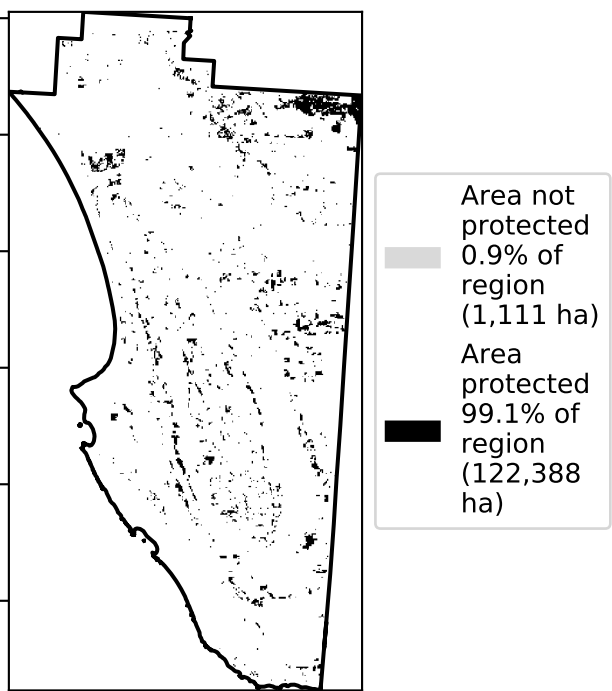 Area not
protected
0.9% of
region
(1,111 ha)
Area
protected
99.1% of
region
(122,388
ha)